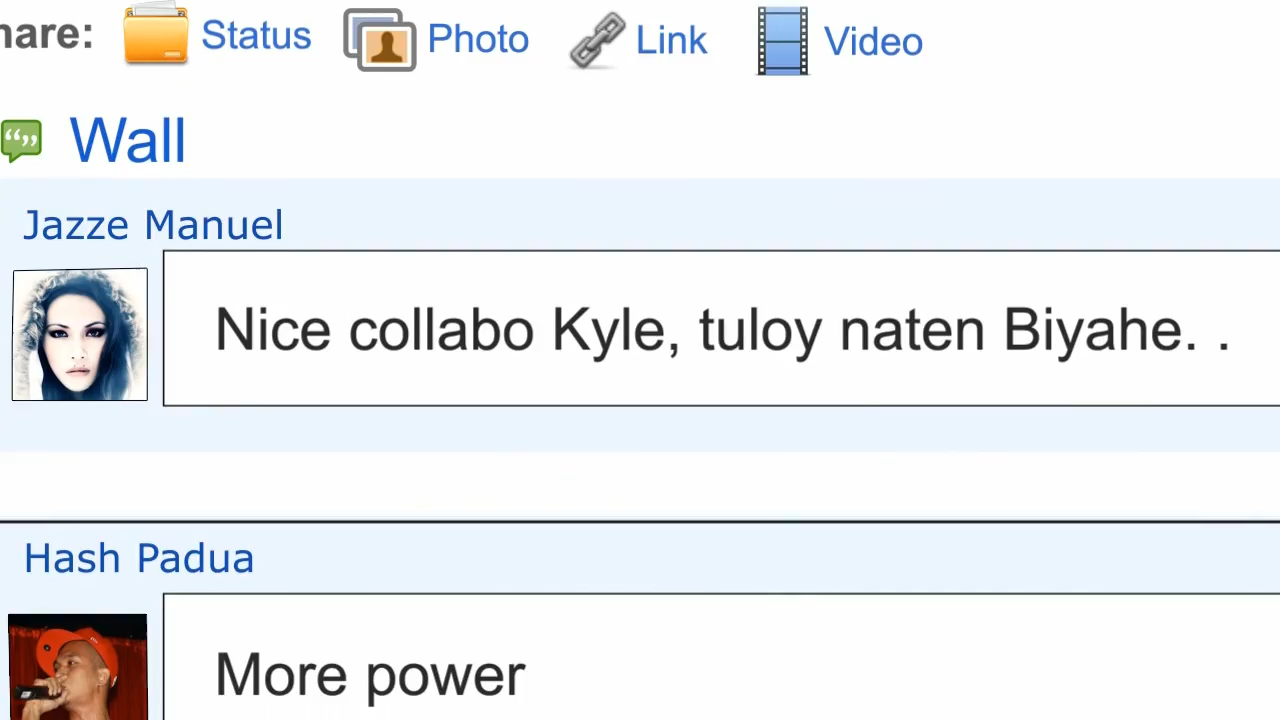 hare: Status Photo Link Video
Wall
Jazze Manuel
Nice collabo Kyle, tuloy naten Biyahe. .
Hash Padua
More power